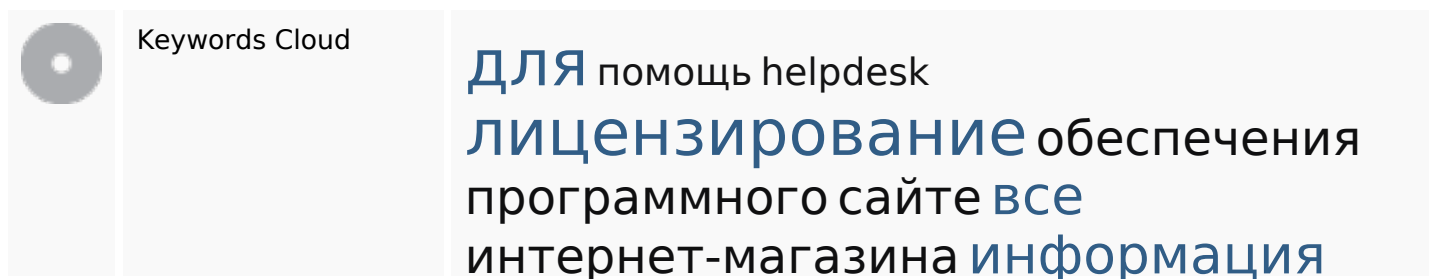 Keywords Cloud
для помощь helpdesk
лицензирование обеспечения
программного сайте все
интернет-магазина информация